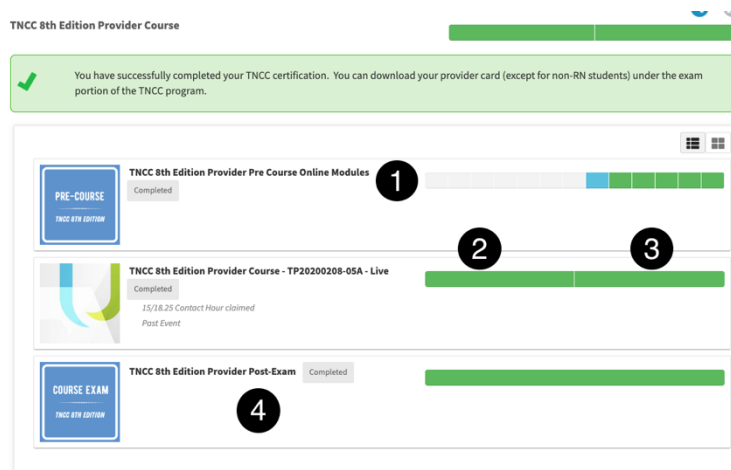 TNCC 8th Edition Provider Course
You have successfully completed your TNCC certification. You can download your provider card (except for non-RN students) under the exam
portion of the TNCC program.
PRE-COURSE
TNCC 8TH EDITION
TNCC 8th Edition Provider Pre Course Online Modules
Completed
1
2
3
TNCC 8th Edition Provider Course - TP20200208-05A - Live
Completed
15/18.25 Contact Hour claimed
Past Event
COURSE EXAM
TNCC 8TH EDITION
TNCC 8th Edition Provider Post-Exam Completed
4